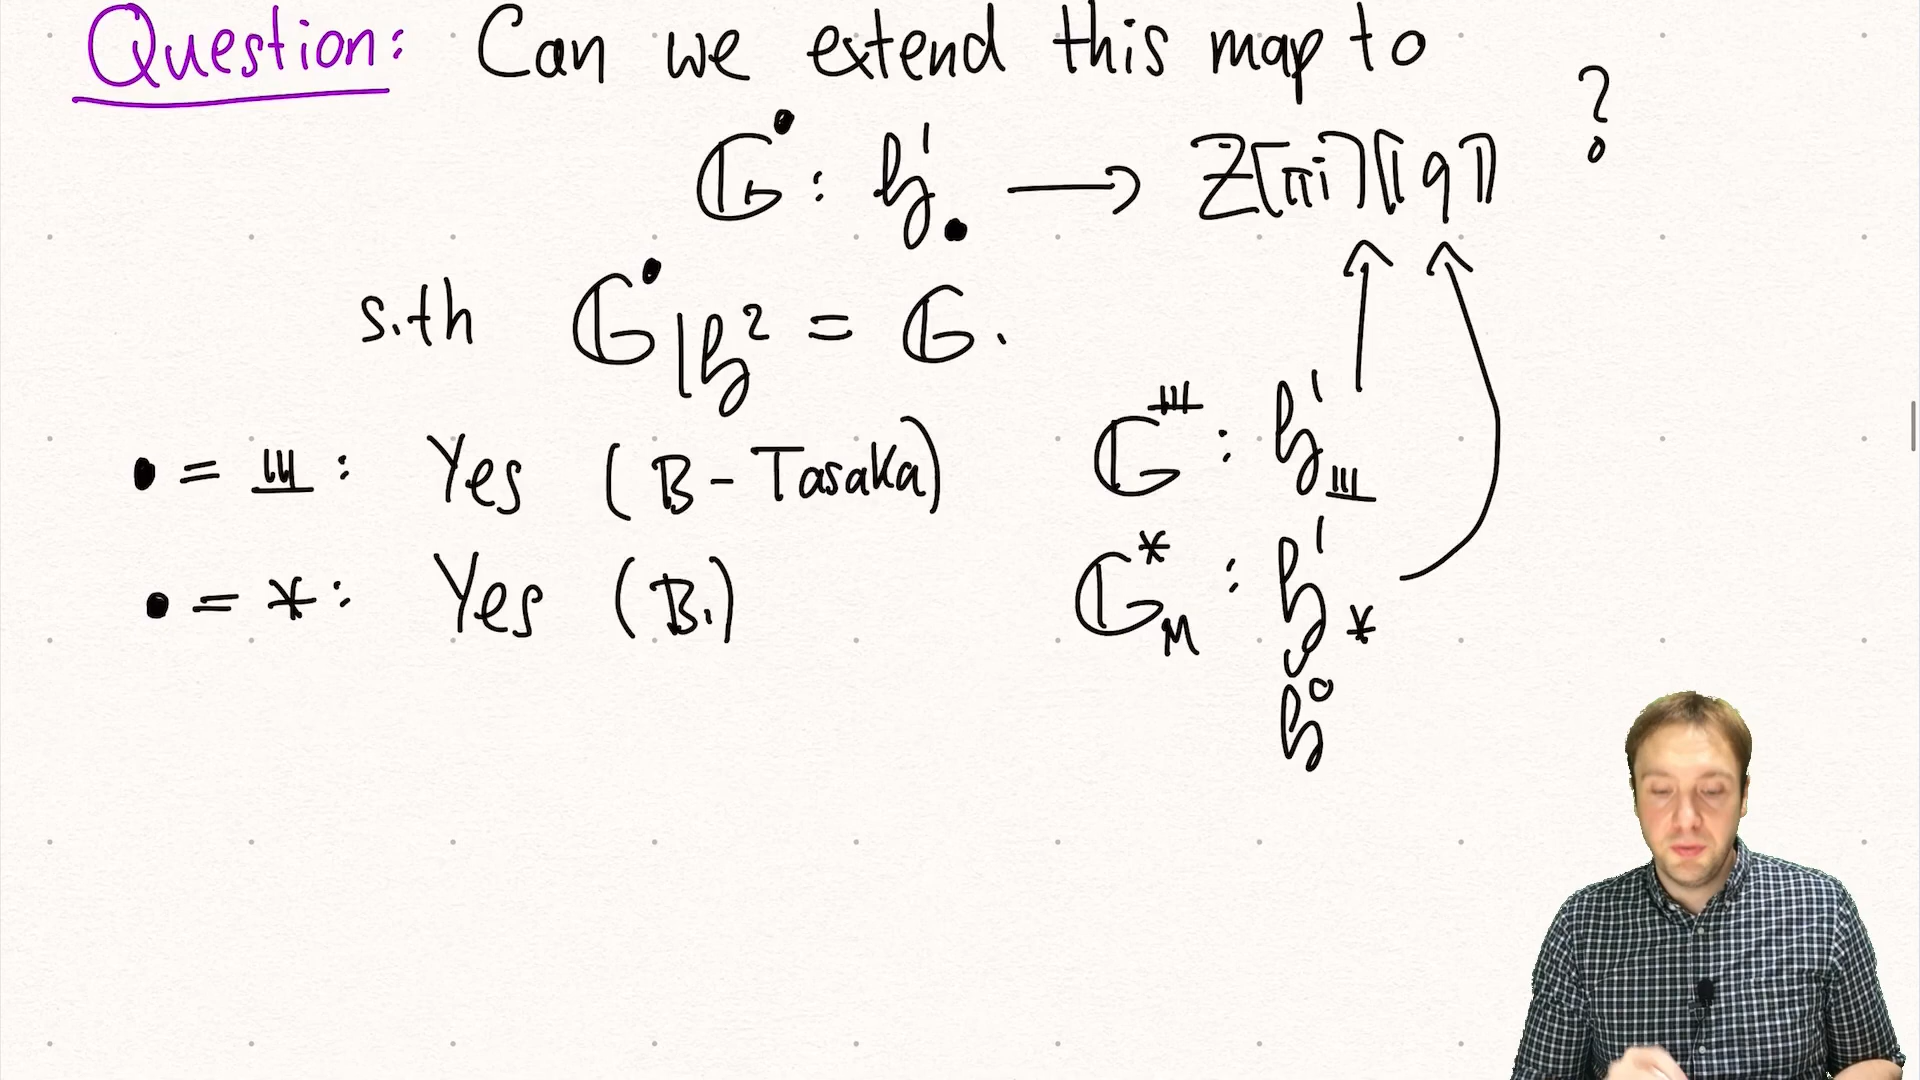 Question: Can we extend this map to
𝔾^• : 𝔥^1_• → Z[πi][[q]] ?
s.th 𝔾^•|𝔥^2 = 𝔾.
• = ш : Yes (B-Tasaka)
𝔾^ш : 𝔥^1_ш
• = * : Yes (B.)
𝔾^*_M : 𝔥^1_*
∪
𝔥^0